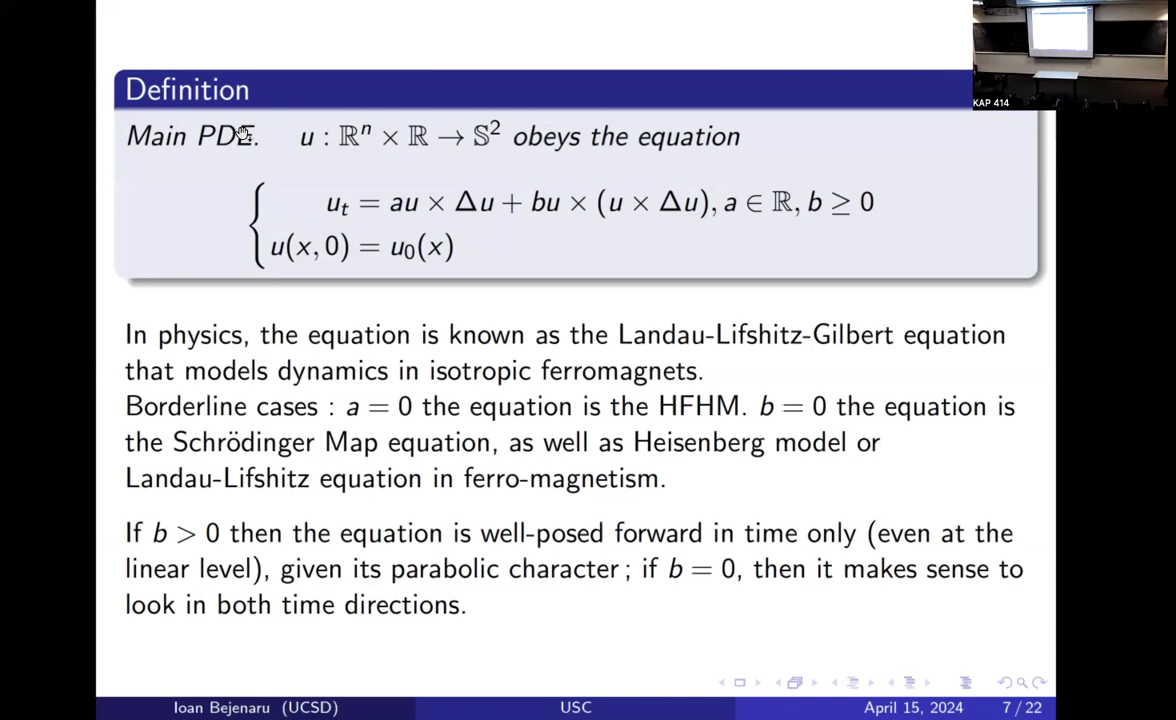 Definition
KAP 414
Main PDE. u : ℝⁿ × ℝ → 𝕊² obeys the equation
uₜ = au × Δu + bu × (u × Δu), a ∈ ℝ, b ≥ 0
u(x, 0) = u₀(x)
In physics, the equation is known as the Landau-Lifshitz-Gilbert equation
that models dynamics in isotropic ferromagnets.
Borderline cases : a = 0 the equation is the HFHM. b = 0 the equation is
the Schrödinger Map equation, as well as Heisenberg model or
Landau-Lifshitz equation in ferro-magnetism.
If b > 0 then the equation is well-posed forward in time only (even at the
linear level), given its parabolic character ; if b = 0, then it makes sense to
look in both time directions.
Ioan Bejenaru (UCSD) USC April 15, 2024 7 / 22